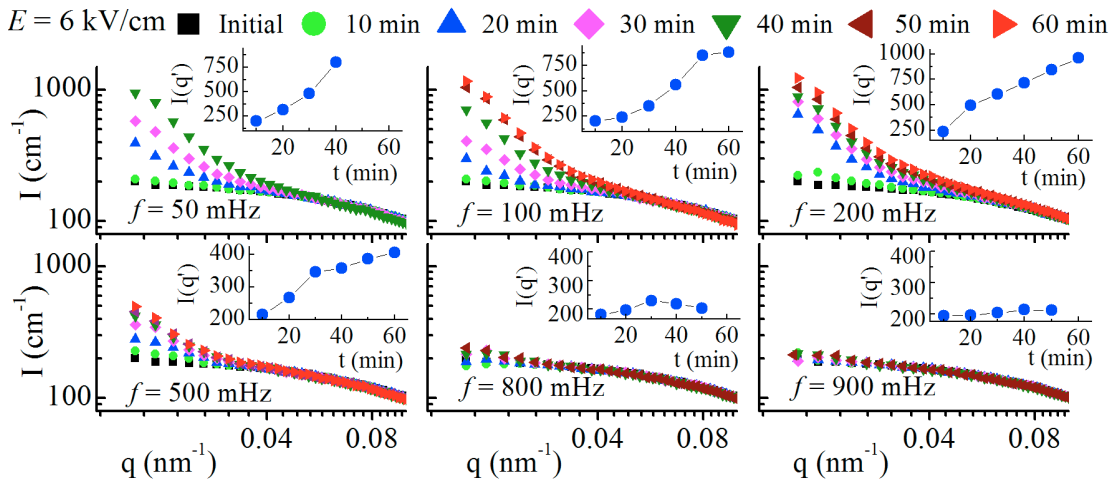 E = 6 kV/cm Initial 10 min 20 min 30 min 40 min 50 min 60 min
I (cm⁻¹)
1000
100
I(q')
750
500
250
20 40 60
t (min)
f = 50 mHz
I(q')
750
500
250
20 40 60
t (min)
f = 100 mHz
I(q')
1000
750
500
250
20 40 60
t (min)
f = 200 mHz
I (cm⁻¹)
1000
100
I(q')
400
300
200
20 40 60
t (min)
f = 500 mHz
0.04 0.08
q (nm⁻¹)
I(q')
400
300
200
20 40 60
t (min)
f = 800 mHz
0.04 0.08
q (nm⁻¹)
I(q')
400
300
200
20 40 60
t (min)
f = 900 mHz
0.04 0.08
q (nm⁻¹)